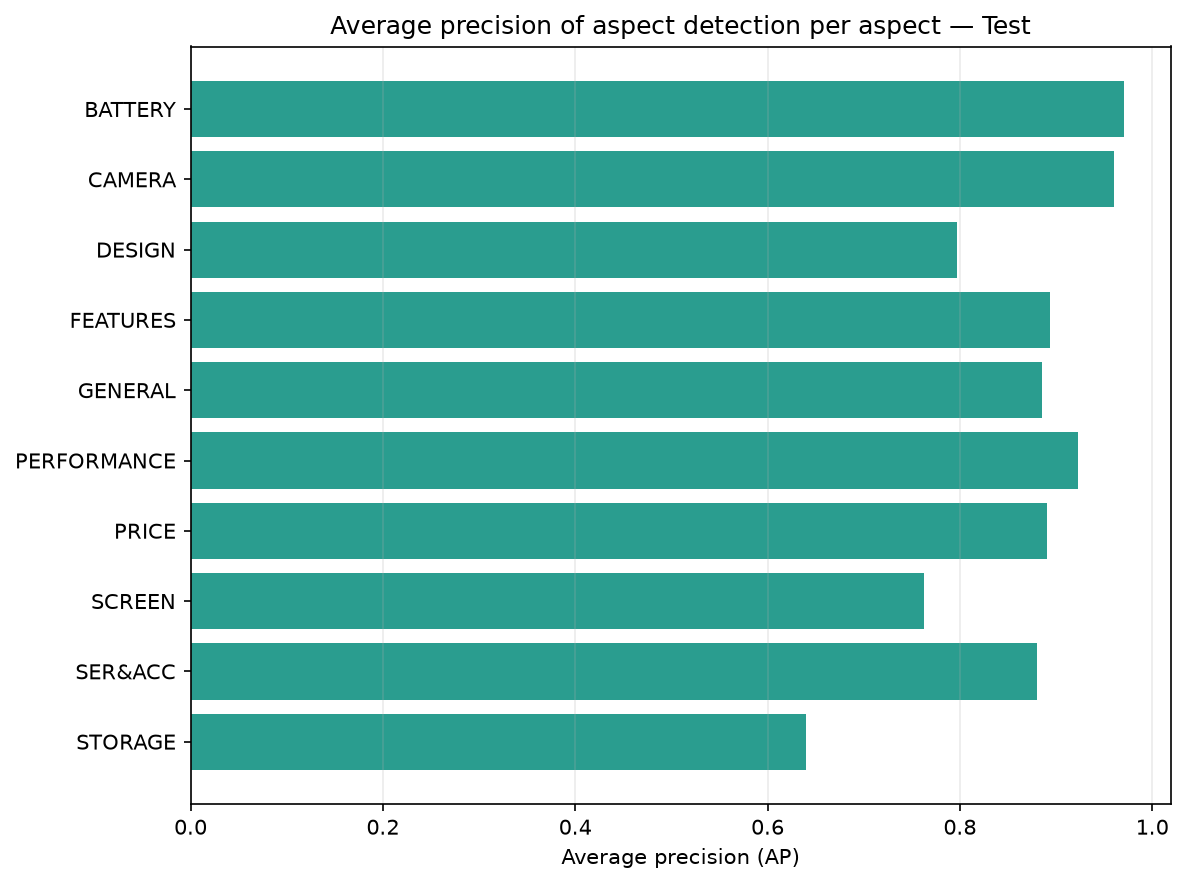 Average precision of aspect detection per aspect — Test
BATTERY
CAMERA
DESIGN
FEATURES
GENERAL
PERFORMANCE
PRICE
SCREEN
SER&ACC
STORAGE
0.0 0.2 0.4 0.6 0.8 1.0
Average precision (AP)